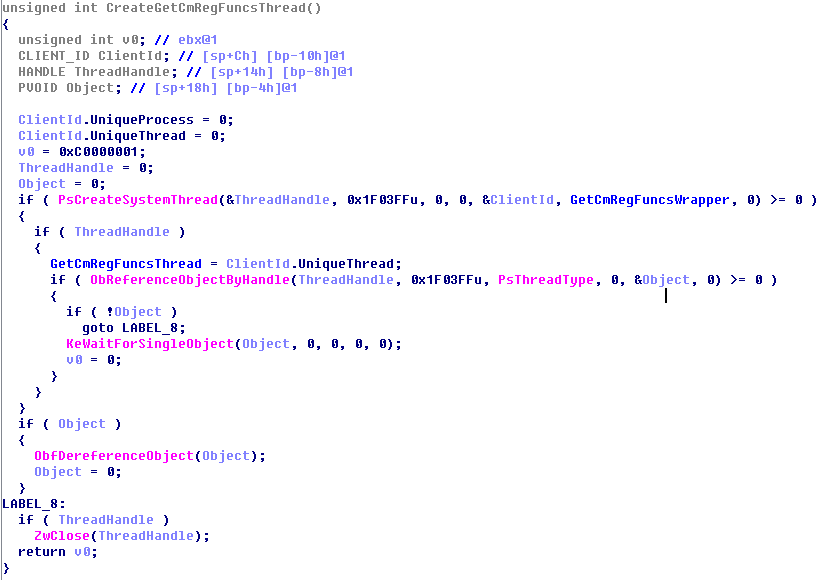 unsigned int CreateGetCmRegFuncsThread()
{
  unsigned int v0; // ebx@1
  CLIENT_ID ClientId; // [sp+Ch] [bp-10h]@1
  HANDLE ThreadHandle; // [sp+14h] [bp-8h]@1
  PVOID Object; // [sp+18h] [bp-4h]@1

  ClientId.UniqueProcess = 0;
  ClientId.UniqueThread = 0;
  v0 = 0xC0000001;
  ThreadHandle = 0;
  Object = 0;
  if ( PsCreateSystemThread(&ThreadHandle, 0x1F03FFu, 0, 0, &ClientId, GetCmRegFuncsWrapper, 0) >= 0 )
  {
    if ( ThreadHandle )
    {
      GetCmRegFuncsThread = ClientId.UniqueThread;
      if ( ObReferenceObjectByHandle(ThreadHandle, 0x1F03FFu, PsThreadType, 0, &Object, 0) >= 0 )
      {
        if ( !Object )
          goto LABEL_8;
        KeWaitForSingleObject(Object, 0, 0, 0, 0);
        v0 = 0;
      }
    }
  }
  if ( Object )
  {
    ObfDereferenceObject(Object);
    Object = 0;
  }
LABEL_8:
  if ( ThreadHandle )
    ZwClose(ThreadHandle);
  return v0;
}